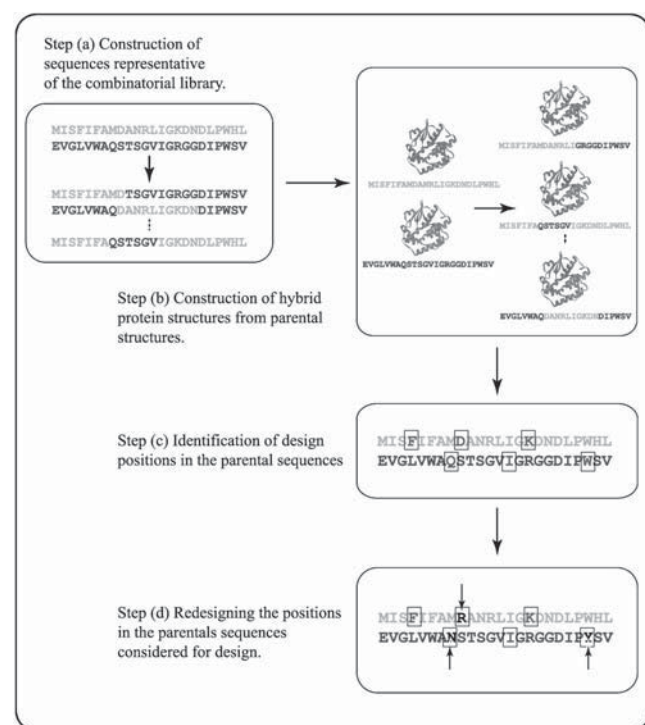 Step (a) Construction of
sequences representative
of the combinatorial library.
MISFIFAMDANRLIGKDNDLPWHL
EVGLVWAQSTSGVIGRGGDIPWSV
MISFIFAMDTSGVIGRGGDIPWSV
EVGLVWAQDANRLIGKDNDIPWSV
MISFIFAQSTSGVIGKDNDLPWHL
MISFIFAMDANRLIGRGGDIPWSV
MISFIFAMDANRLIGKDNDLPWHL
MISFIFAQSTSGVIGKDNDLPWHL
EVGLVWAQSTSGVIGRGGDIPWSV
EVGLVWAQDANRLIGKDNDIPWSV
Step (b) Construction of hybrid
protein structures from parental
structures.
Step (c) Identification of design
positions in the parental sequences
MISFIFAMDANRLIGKDNDLPWHL
EVGLVWAQSTSGVIGRGGDIPWSV
Step (d) Redesigning the positions
in the parentals sequences
considered for design.
MISFIFAMRANRLIGKDNDLPWHL
EVGLVWANSTSGVIGRGGDIPYSV